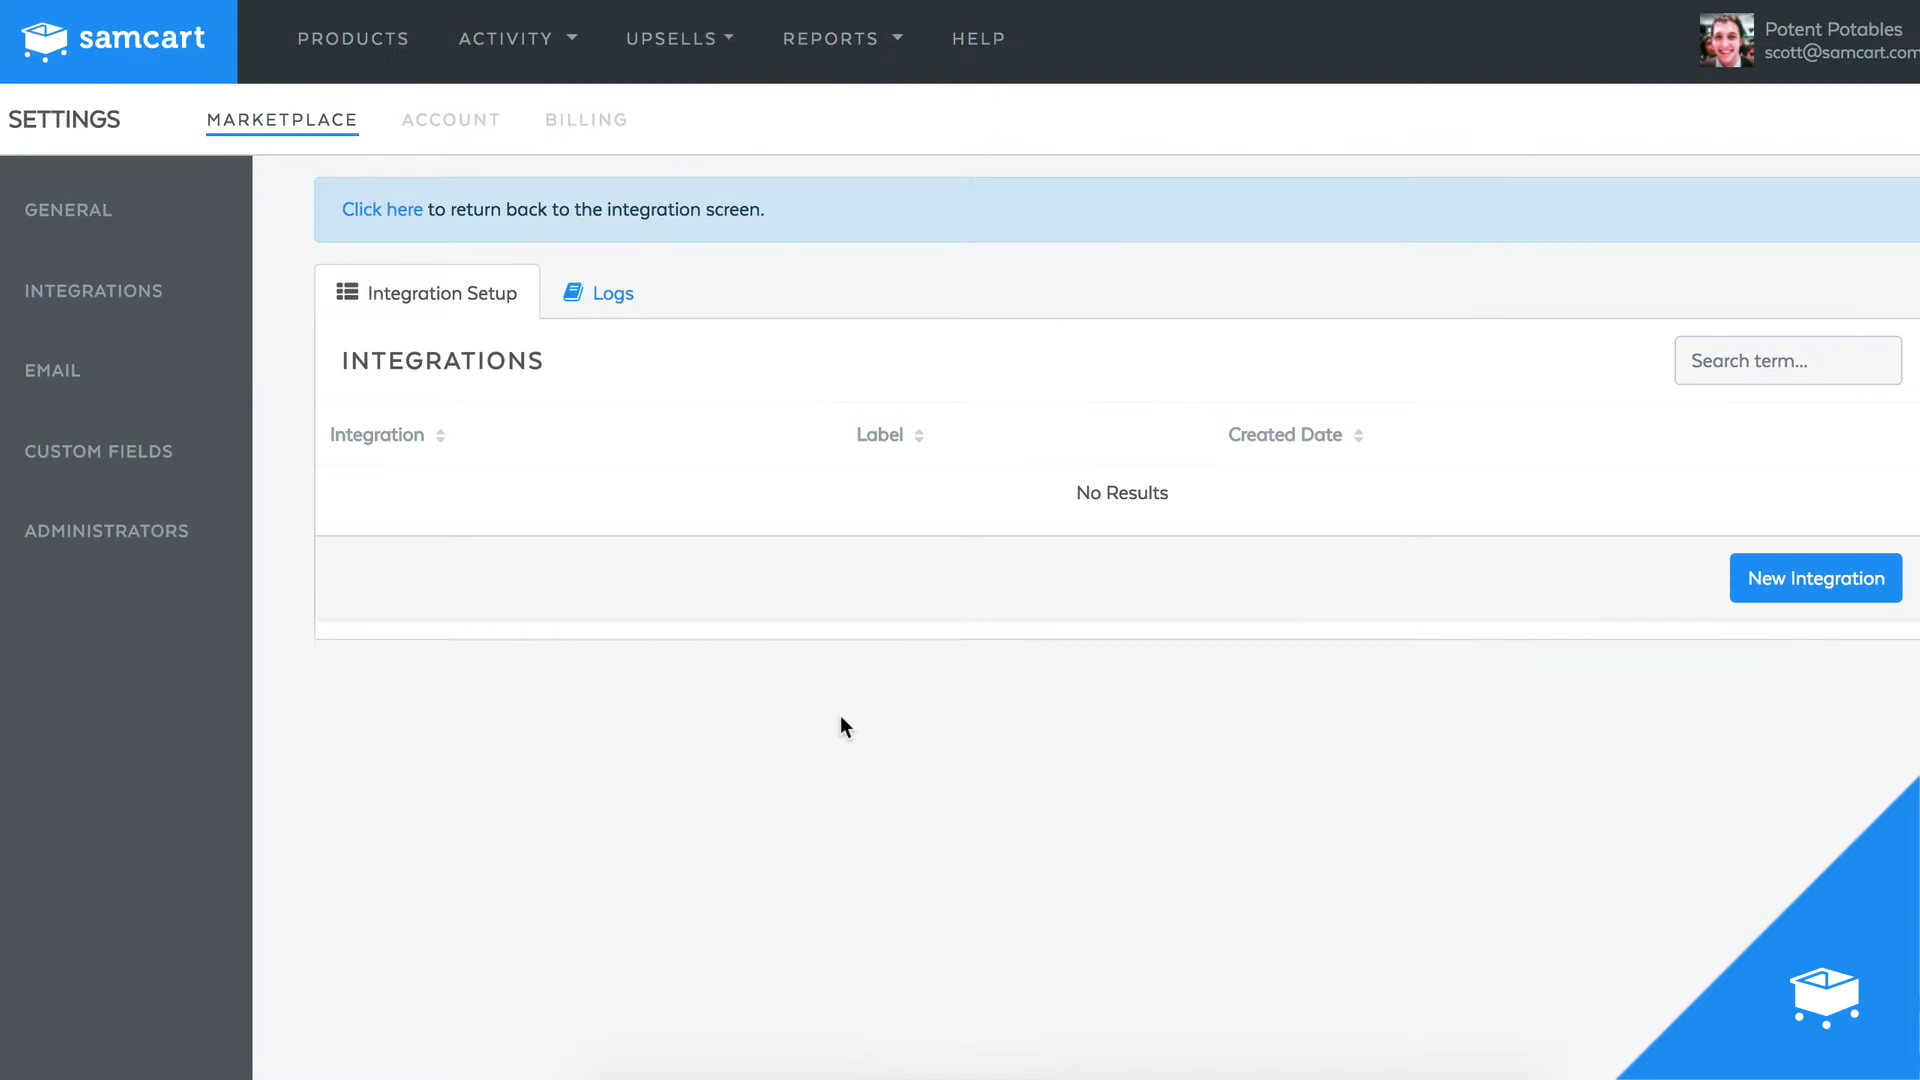 samcart
PRODUCTS
ACTIVITY
UPSELLS
REPORTS
HELP
Potent Potables
scott@samcart.com
SETTINGS
MARKETPLACE
ACCOUNT
BILLING
GENERAL
INTEGRATIONS
EMAIL
CUSTOM FIELDS
ADMINISTRATORS
Click here to return back to the integration screen.
Integration Setup
Logs
INTEGRATIONS
Search term...
Integration
Label
Created Date
No Results
New Integration